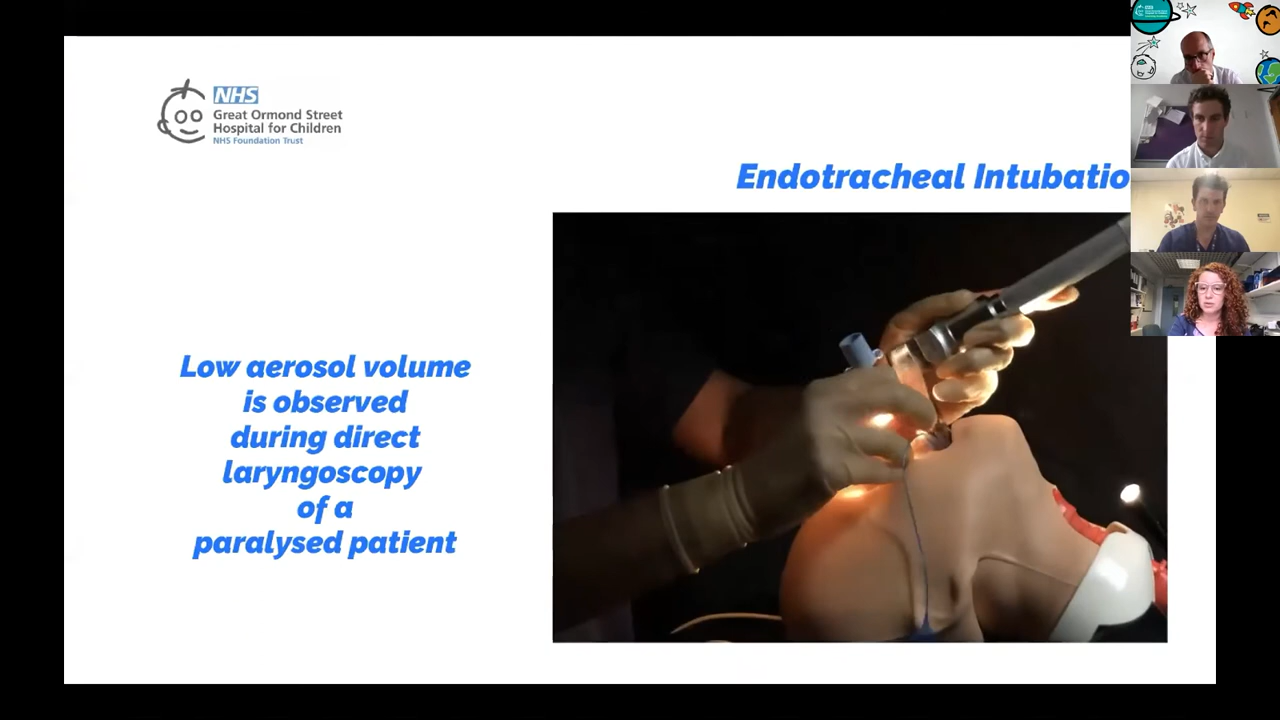 NHS
Great Ormond Street
Hospital for Children
NHS Foundation Trust
Endotracheal Intubatio
Low aerosol volume
is observed
during direct
laryngoscopy
of a
paralysed patient